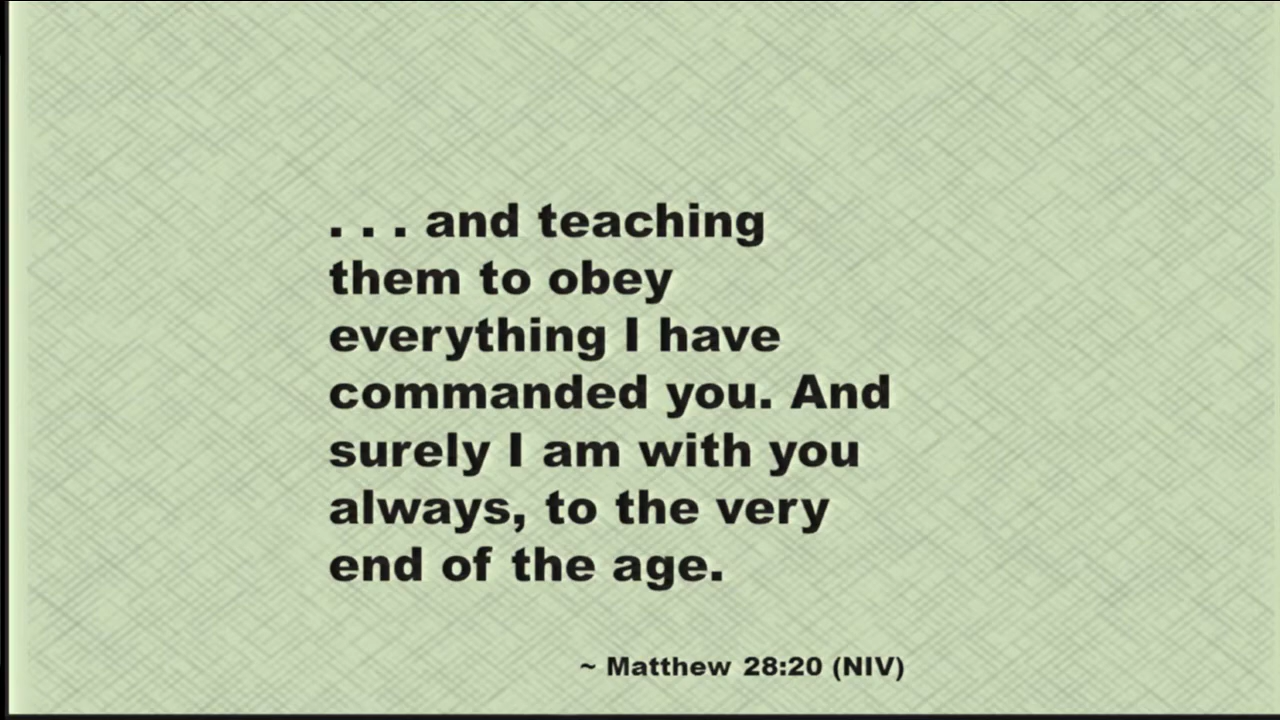 . . . and teaching
them to obey
everything I have
commanded you. And
surely I am with you
always, to the very
end of the age.
~ Matthew 28:20 (NIV)